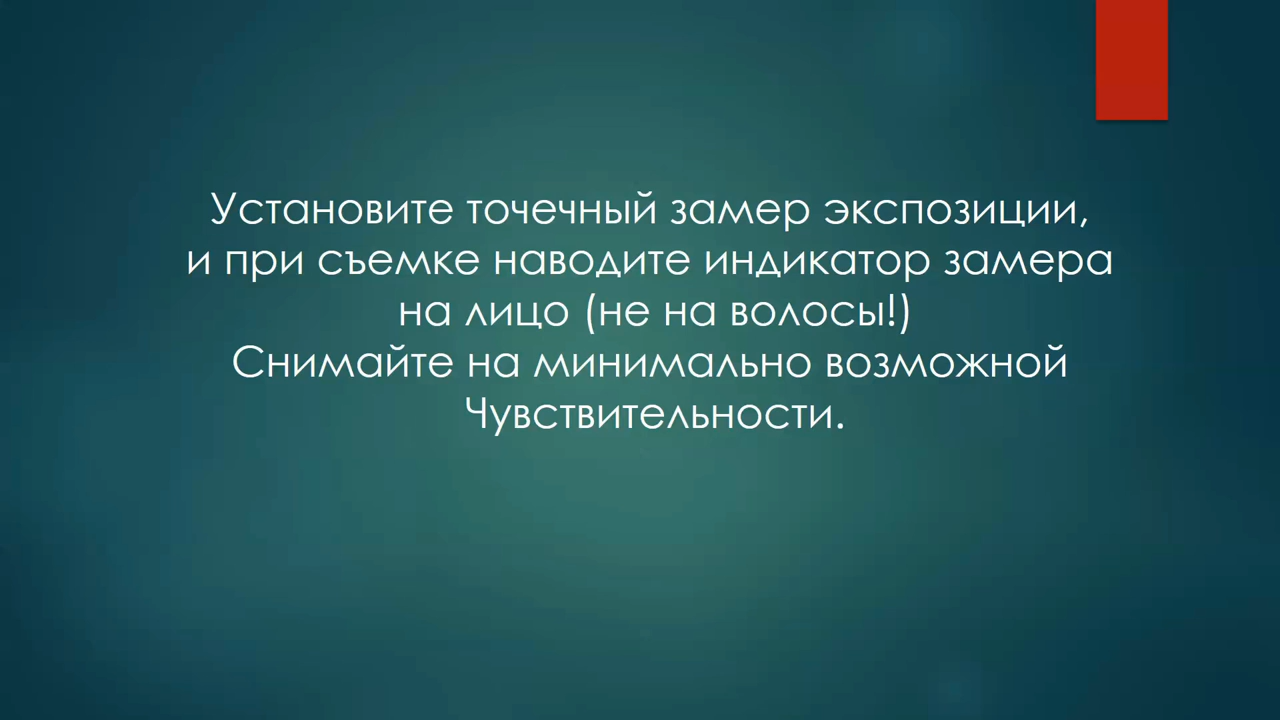 Установите точечный замер экспозиции,
и при съемке наводите индикатор замера
на лицо (не на волосы!)
Снимайте на минимально возможной
Чувствительности.